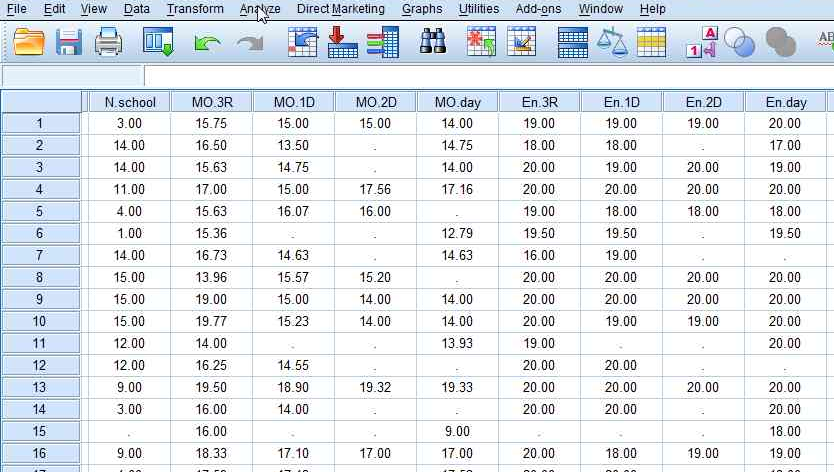 File Edit View Data Transform Analyze Direct Marketing Graphs Utilities Add-ons Window Help
N.school MO.3R MO.1D MO.2D MO.day En.3R En.1D En.2D En.day
1 3.00 15.75 15.00 15.00 14.00 19.00 19.00 19.00 20.00
2 14.00 16.50 13.50 . 14.75 18.00 18.00 . 17.00
3 14.00 15.63 14.75 . 14.00 20.00 19.00 20.00 19.00
4 11.00 17.00 15.00 17.56 17.16 20.00 20.00 20.00 20.00
5 4.00 15.63 16.07 16.00 . 19.00 18.00 18.00 18.00
6 1.00 15.36 . . 12.79 19.50 19.50 . 19.50
7 14.00 16.73 14.63 . 14.63 16.00 19.00 . .
8 15.00 13.96 15.57 15.20 . 20.00 20.00 20.00 20.00
9 15.00 19.00 15.00 14.00 14.00 20.00 20.00 20.00 20.00
10 15.00 19.77 15.23 14.00 14.00 20.00 19.00 19.00 20.00
11 12.00 14.00 . . 13.93 19.00 . . 20.00
12 12.00 16.25 14.55 . . 20.00 20.00 . .
13 9.00 19.50 18.90 19.32 19.33 20.00 20.00 20.00 20.00
14 3.00 16.00 14.00 . . 20.00 20.00 . 20.00
15 . 16.00 . . 9.00 . . . 18.00
16 9.00 18.33 17.10 17.00 17.00 20.00 18.00 19.00 19.00